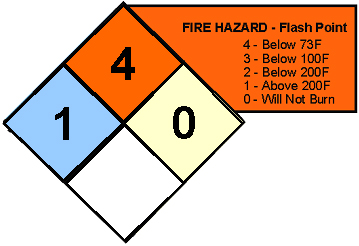 FIRE HAZARD - Flash Point
4 - Below 73F
3 - Below 100F
2 - Below 200F
1 - Above 200F
0 - Will Not Burn
4
1
0